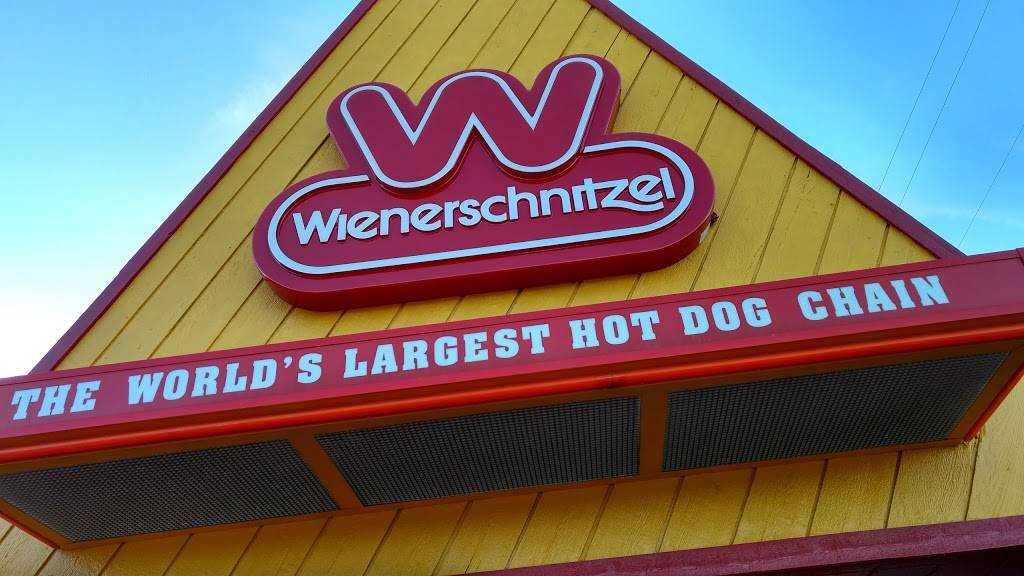 W
Wienerschnitzel
THE WORLD'S LARGEST HOT DOG CHAIN